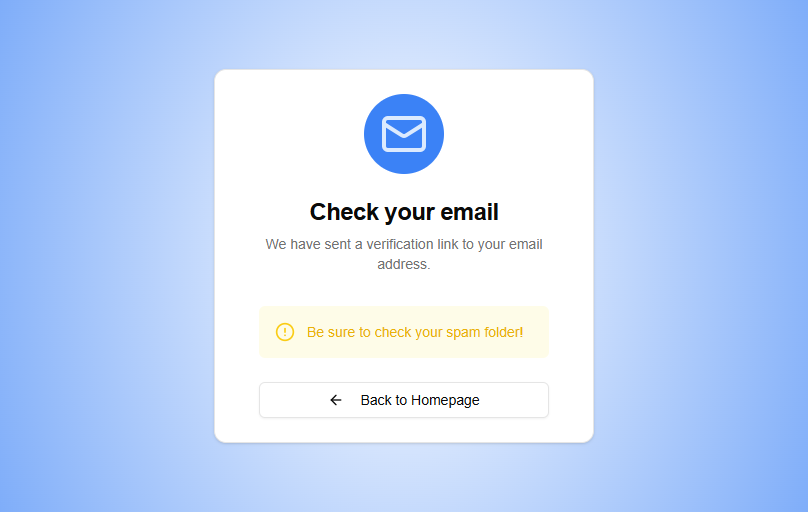 Check your email
We have sent a verification link to your email
address.
Be sure to check your spam folder!
Back to Homepage